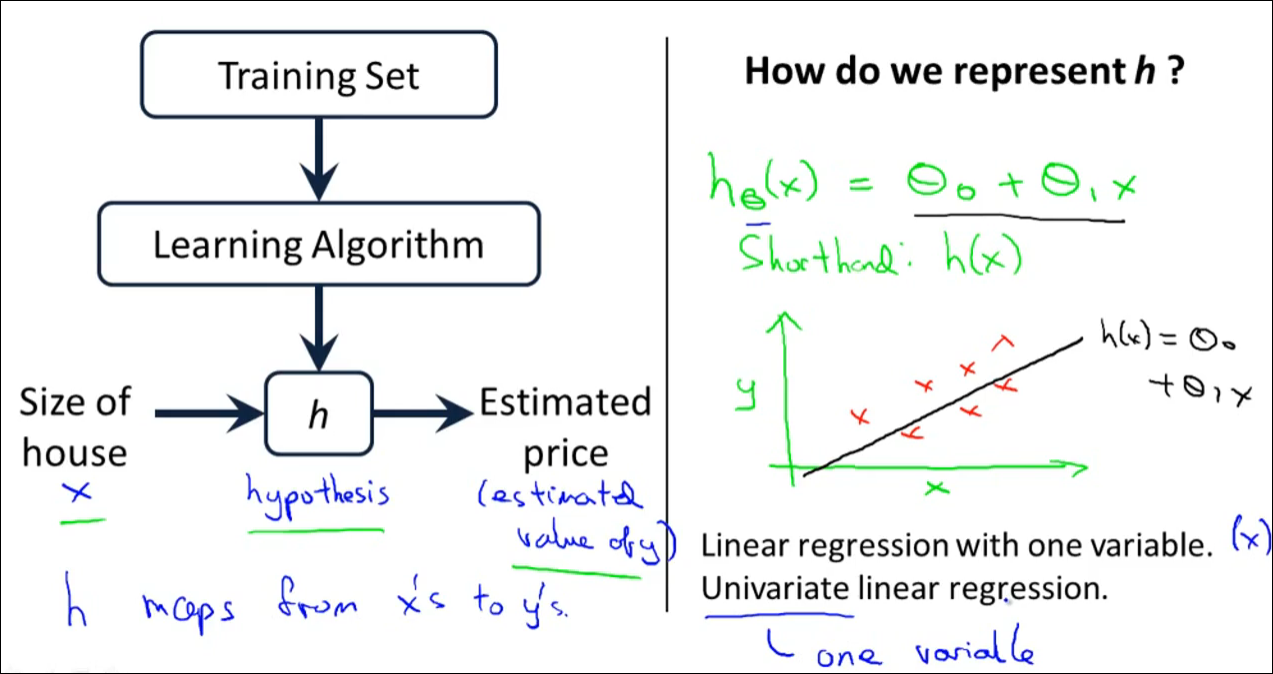 Training Set
Learning Algorithm
Size of
house
h
Estimated
price
x
hypothesis
(estimated
value of y)
h maps from x's to y's.
How do we represent h ?
hθ(x) = θ₀ + θ₁x
Shorthand: h(x)
y
x
h(x) = θ₀
+ θ₁x
Linear regression with one variable. (x)
Univariate linear regression.
one variable